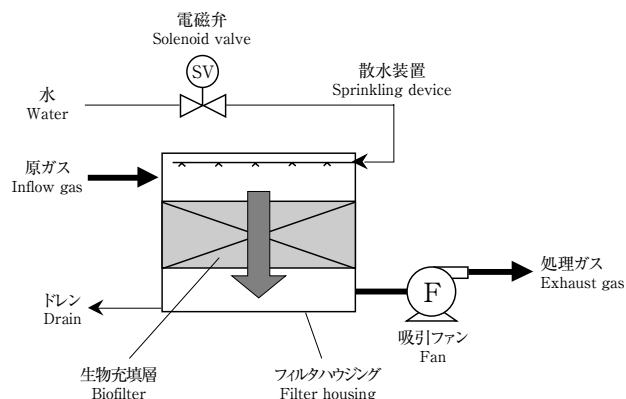 電磁弁
Solenoid valve
SV
散水装置
Sprinkling device
水
Water
原ガス
Inflow gas
処理ガス
Exhaust gas
F
ドレン
Drain
吸引ファン
Fan
生物充填層
Biofilter
フィルタハウジング
Filter housing